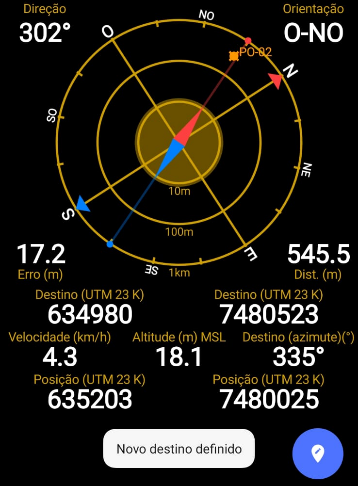 Direção
Orientação
302°
O-NO
O
NO
PO-02
N
SO
NE
10m
S
100m
E
SE
1km
17.2
545.5
Erro (m)
Dist. (m)
Destino (UTM 23 K)
Destino (UTM 23 K)
634980
7480523
Velocidade (km/h)
Altitude (m) MSL
Destino (azimute)(°)
4.3
18.1
335°
Posição (UTM 23 K)
Posição (UTM 23 K)
635203
7480025
Novo destino definido